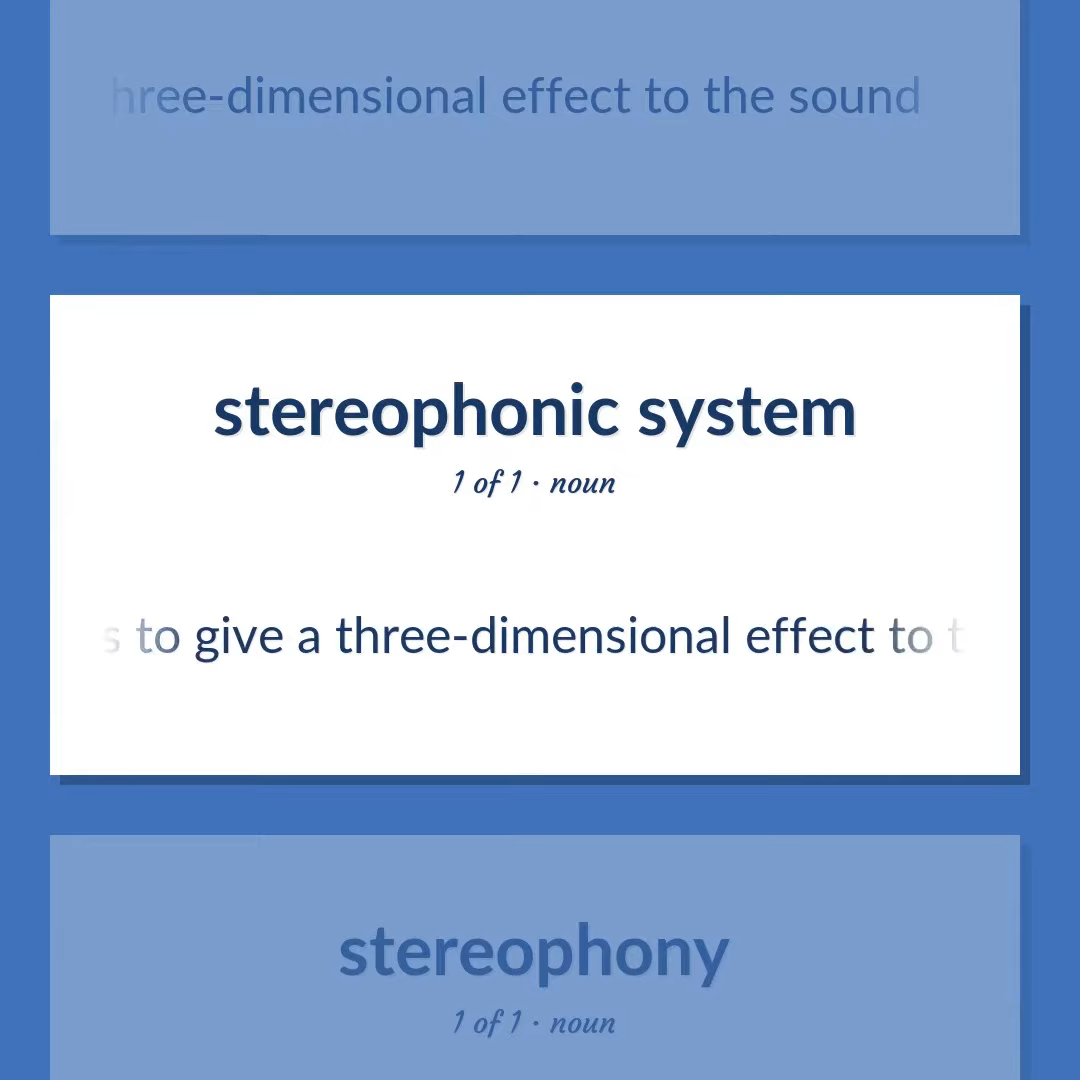 hree-dimensional effect to the sound
stereophonic system
1 of 1 · noun
s to give a three-dimensional effect to t
stereophony
1 of 1 · noun